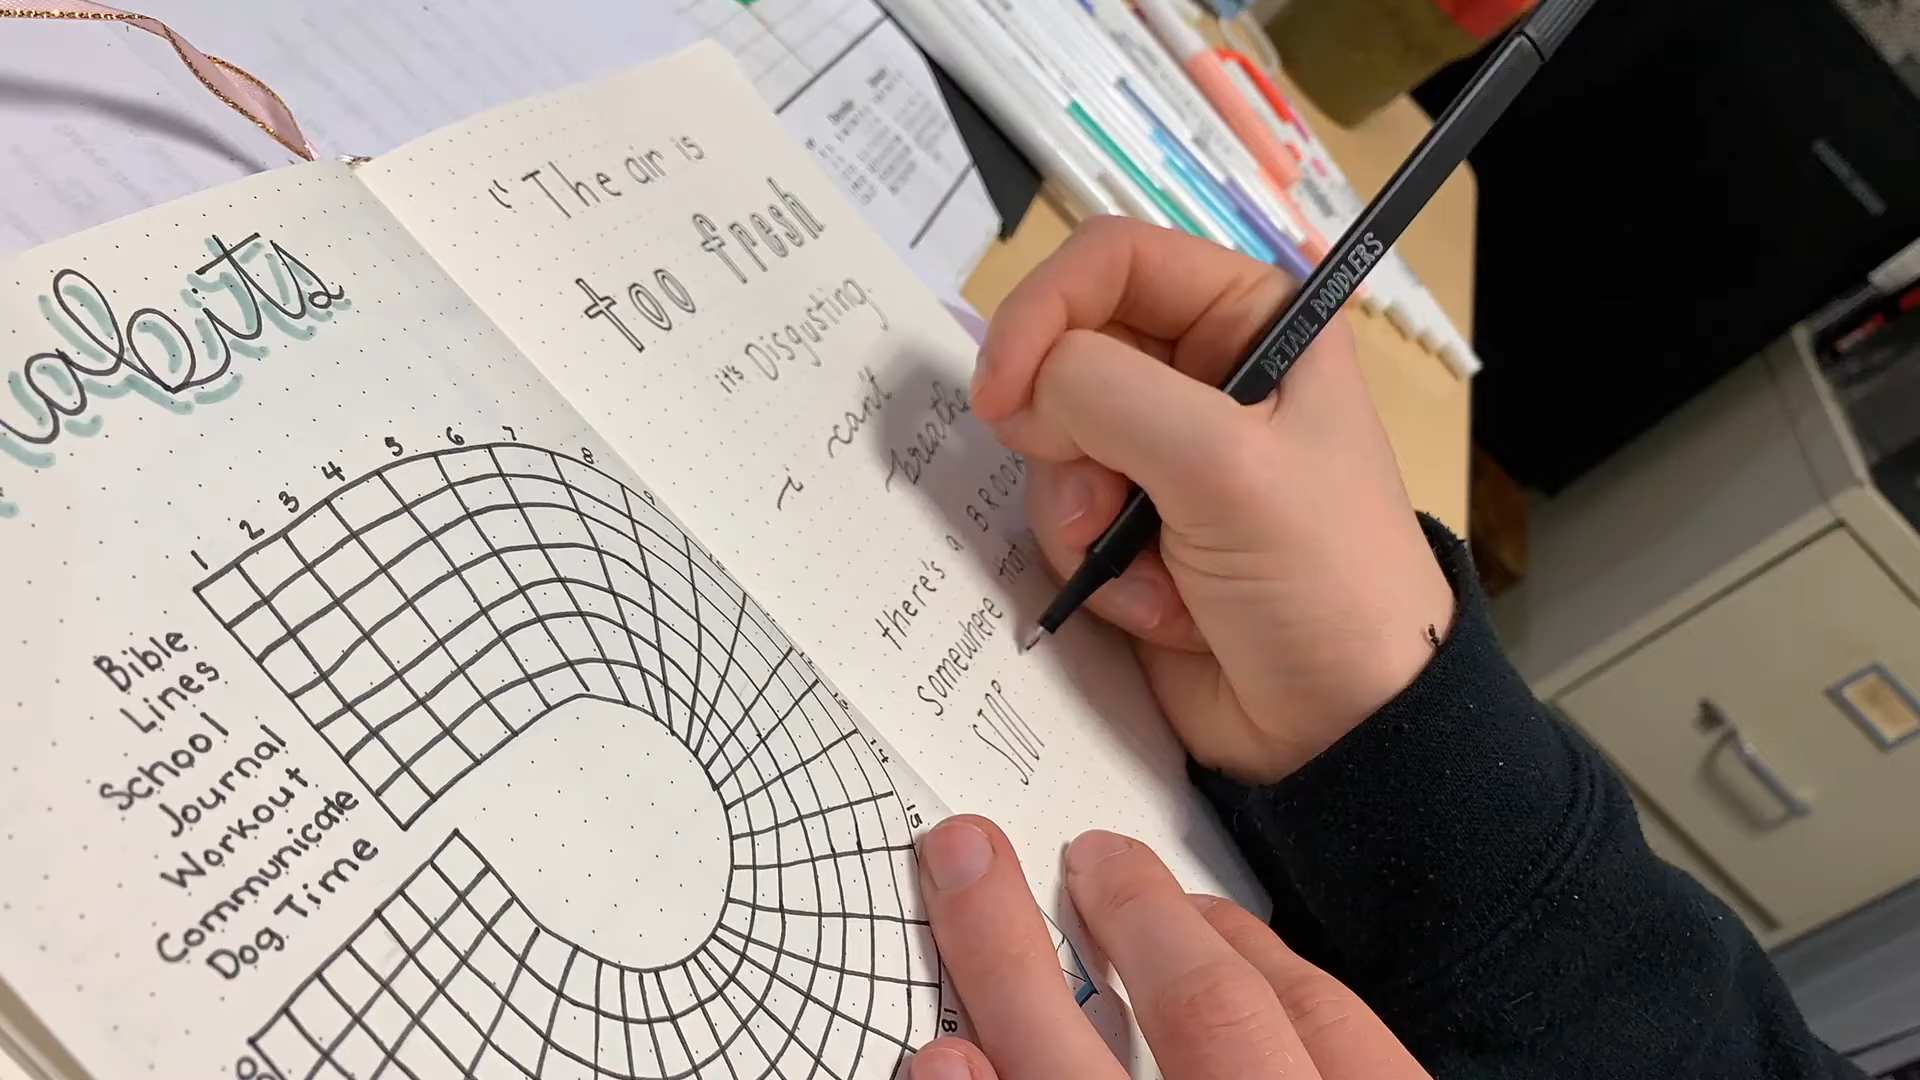 Habits
1 2 3 4 5 6 7 8 9
15
18
Bible
Lines
School
Journal
Workout
Communicate
Dog Time
"The air is
too fresh
it's Disgusting.
i can't breathe
there's a BROOK
somewhere that
STOP
DETAIL DOODLERS